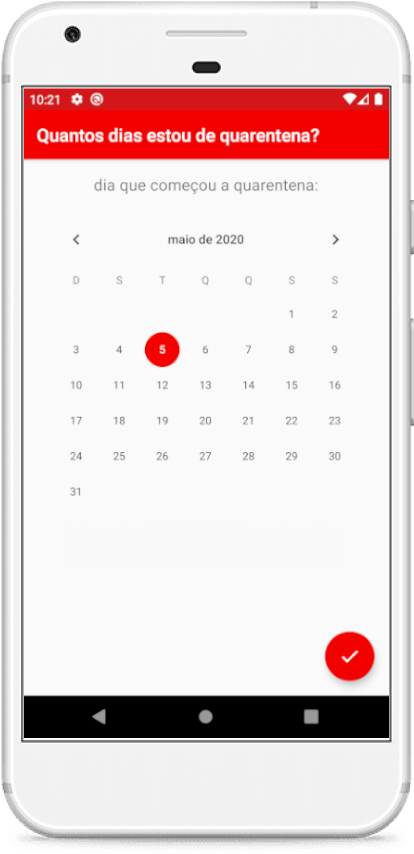 10:21
Quantos dias estou de quarentena?
dia que começou a quarentena:
maio de 2020
D S T Q Q S S
1 2
3 4 5 6 7 8 9
10 11 12 13 14 15 16
17 18 19 20 21 22 23
24 25 26 27 28 29 30
31